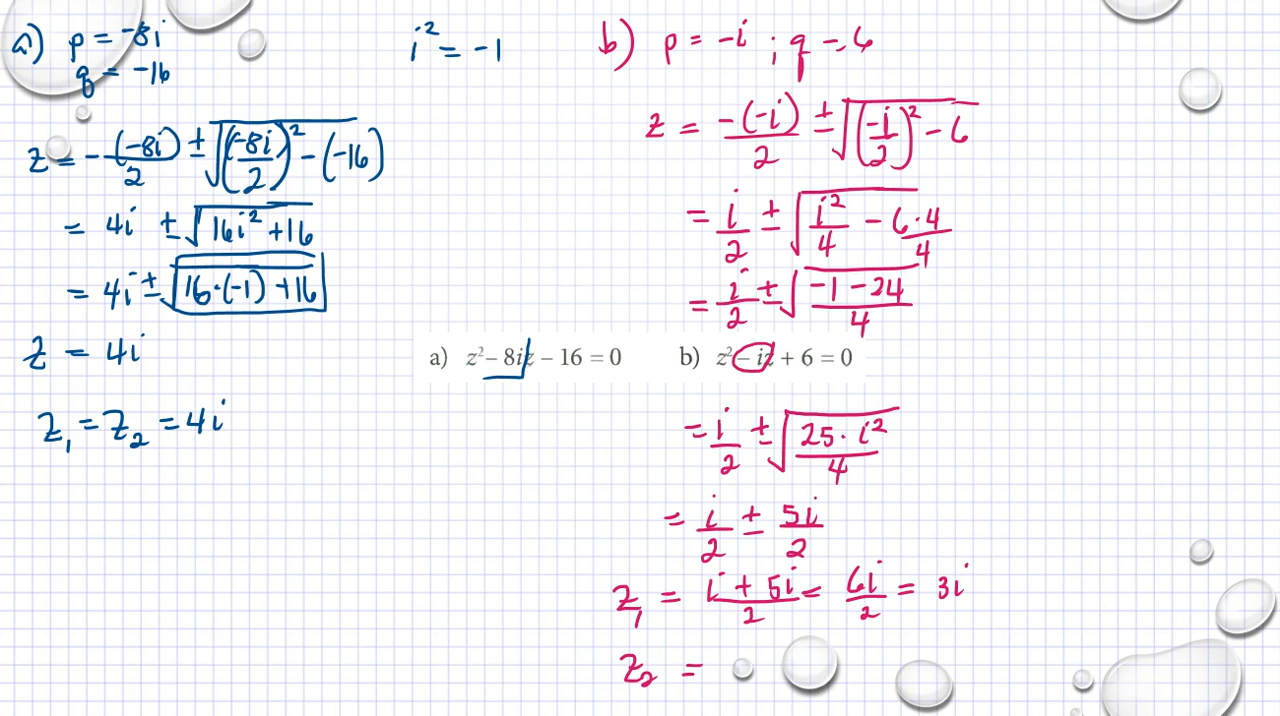 a) p = -8i
q = -16
z = -(-8i)/2 ± √((-8i/2)² - (-16))
= 4i ± √(16i² + 16)
= 4i ± √(16·(-1) + 16)
z = 4i
z₁ = z₂ = 4i
i² = -1
b) p = -i ; q = 6
z = -(-i)/2 ± √((-i/2)² - 6)
= i/2 ± √(i²/4 - 6·4/4)
= i/2 ± √((-1 - 24)/4)
a) z² – 8iz – 16 = 0 b) z² – iz + 6 = 0
= i/2 ± √(25·i²/4)
= i/2 ± 5i/2
z₁ = (i + 5i)/2 = 6i/2 = 3i
z₂ =